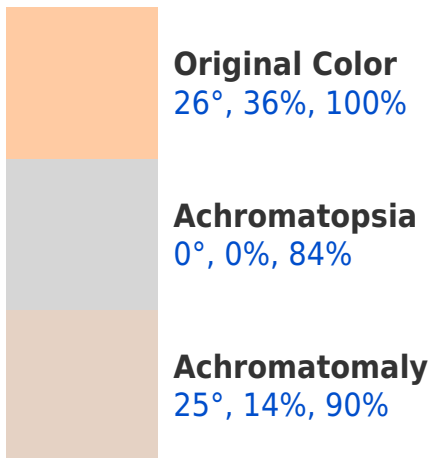 Original Color
26°, 36%, 100%
Achromatopsia
0°, 0%, 84%
Achromatomaly
25°, 14%, 90%